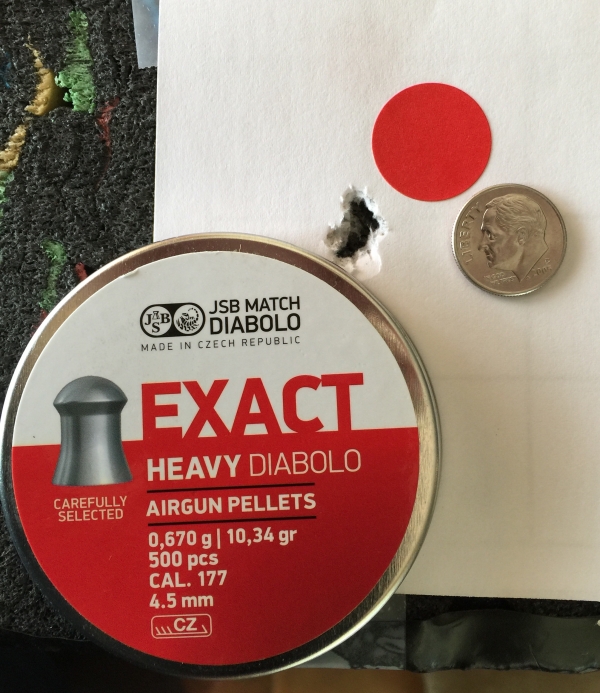 LIBERTY
JSB
JSB MATCH
DIABOLO
MADE IN CZECH REPUBLIC
EXACT
HEAVY DIABOLO
AIRGUN PELLETS
CAREFULLY
SELECTED
0,670 g | 10,34 gr
500 pcs
CAL. 177
4.5 mm
CZ